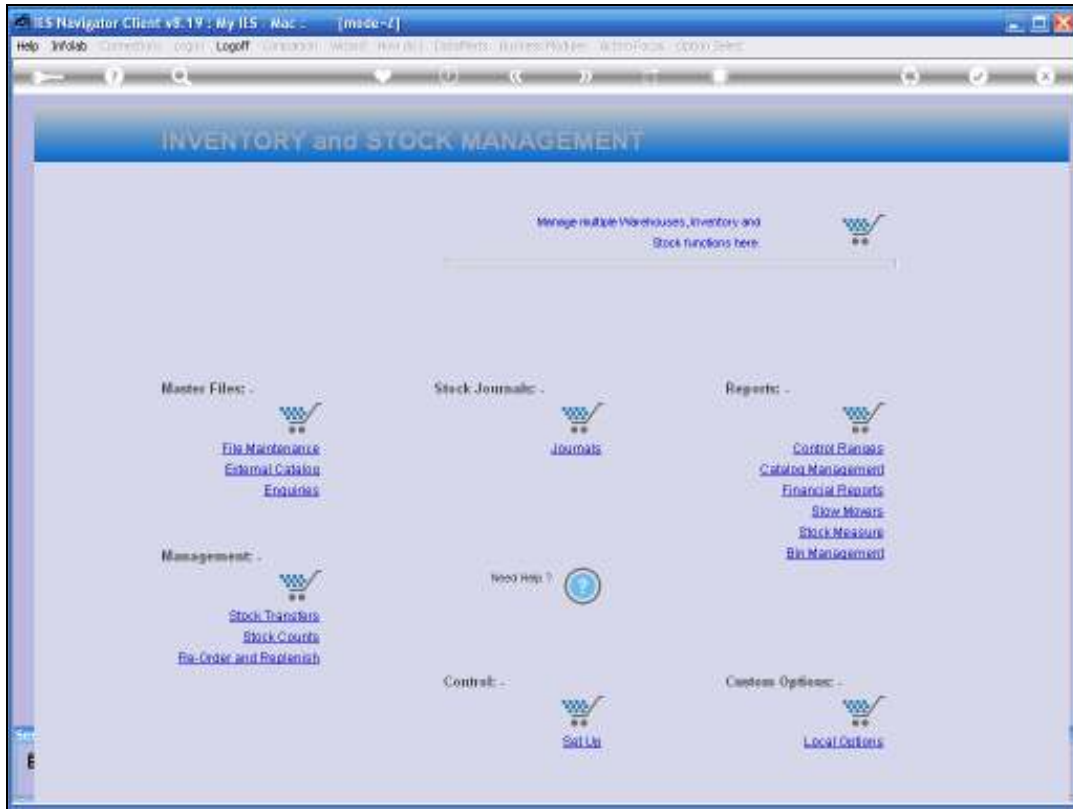 IES Navigator Client v8.19 : My IES - Mac - [mode-Z]
Help Infolab Logoff
INVENTORY and STOCK MANAGEMENT
Manage multiple Warehouses, Inventory and
Stock functions here.
Master Files: -
File Maintenance
External Catalog
Enquiries
Stock Journals: -
Journals
Reports: -
Control Ranges
Catalog Management
Financial Reports
Slow Movers
Stock Measure
Bin Management
Management: -
Stock Transfers
Stock Counts
Re-Order and Replenish
Need Help ?
Control: -
Set Up
Custom Options: -
Local Options